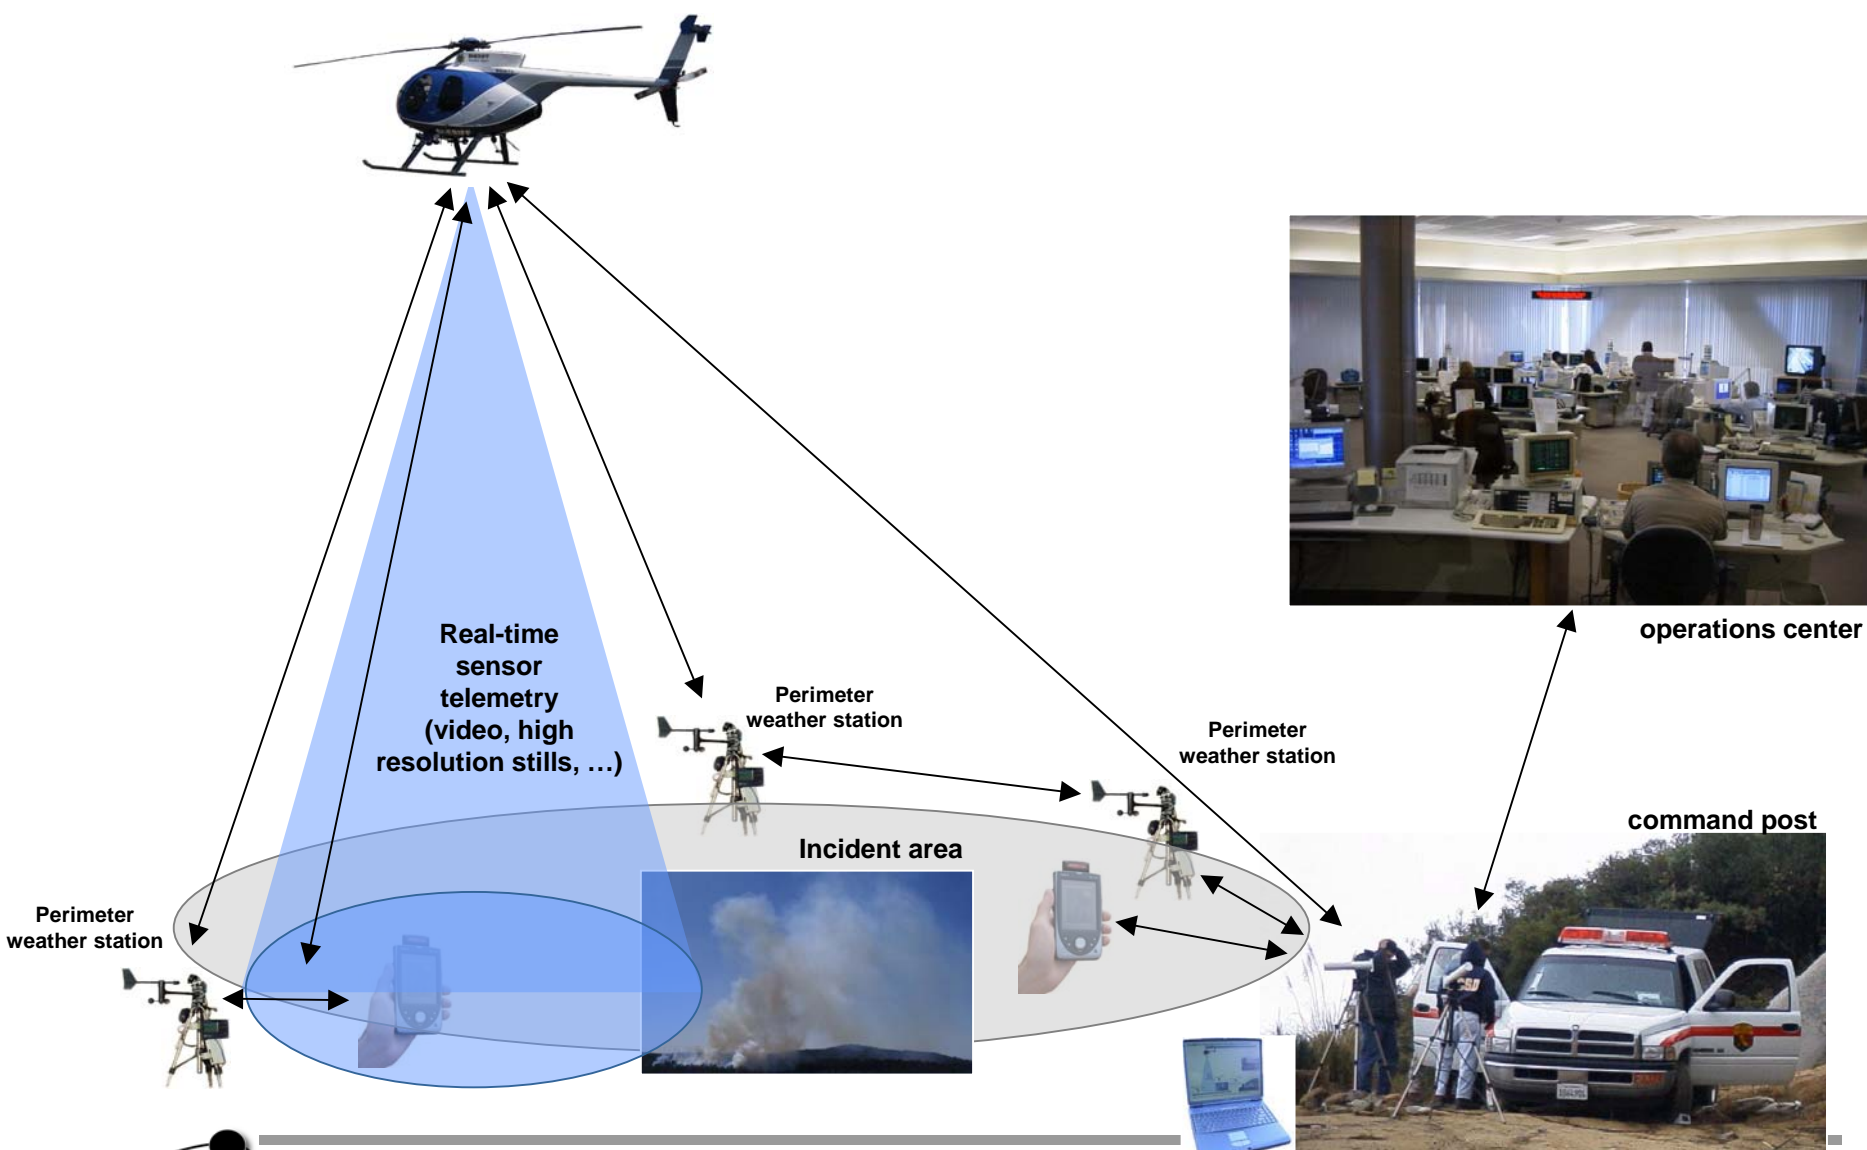 Real-time
sensor
telemetry
(video, high
resolution stills, …)
Perimeter
weather station
Perimeter
weather station
operations center
command post
Incident area
Perimeter
weather station